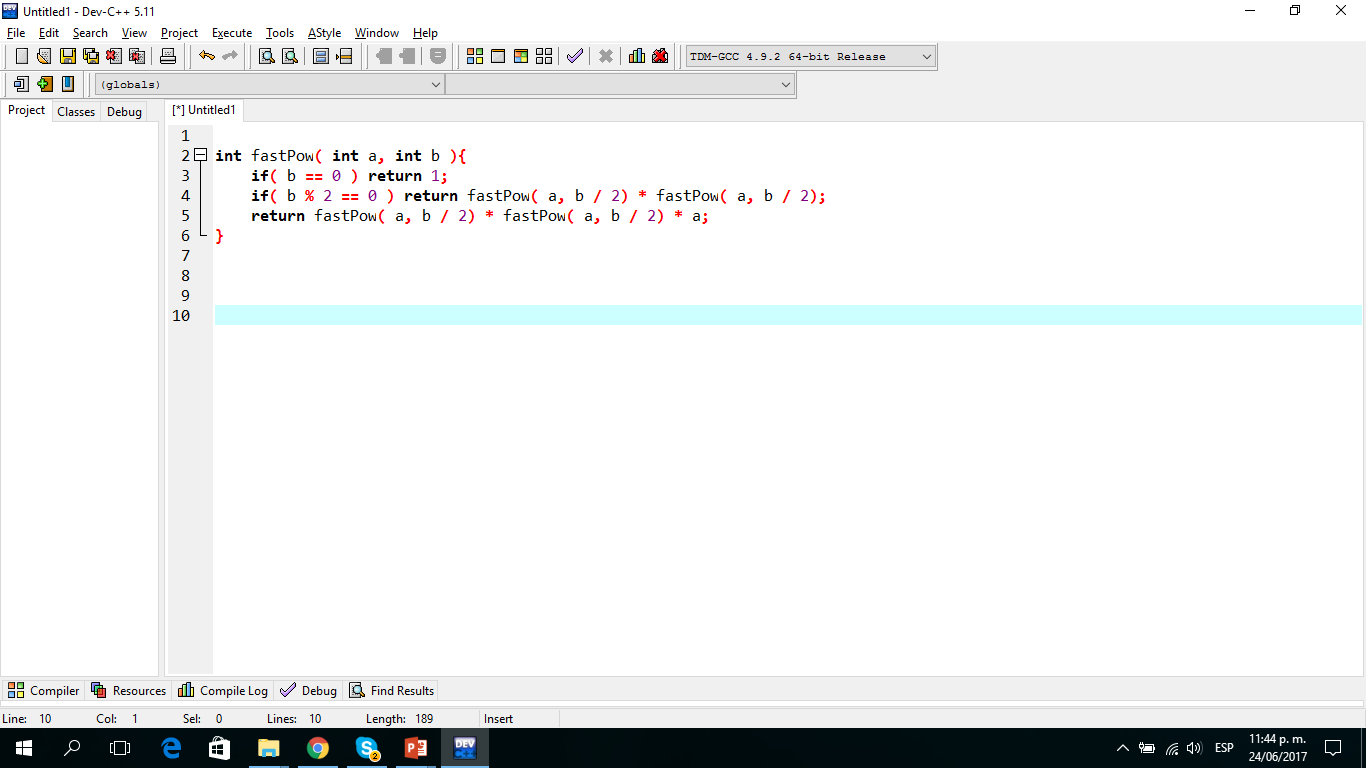 Untitled1 - Dev-C++ 5.11
File Edit Search View Project Execute Tools AStyle Window Help
TDM-GCC 4.9.2 64-bit Release
(globals)
Project Classes Debug [*] Untitled1
1
2 int fastPow( int a, int b ){
3 if( b == 0 ) return 1;
4 if( b % 2 == 0 ) return fastPow( a, b / 2) * fastPow( a, b / 2);
5 return fastPow( a, b / 2) * fastPow( a, b / 2) * a;
6 }
7
8
9
10
Compiler Resources Compile Log Debug Find Results
Line: 10 Col: 1 Sel: 0 Lines: 10 Length: 189 Insert
DEV 2 P ESP 11:44 p. m.
24/06/2017